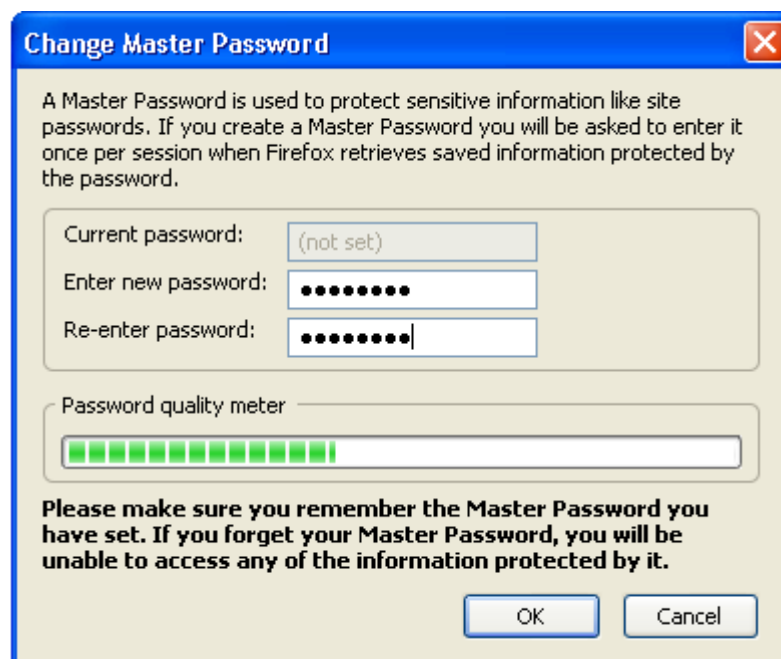 Change Master Password
A Master Password is used to protect sensitive information like site
passwords. If you create a Master Password you will be asked to enter it
once per session when Firefox retrieves saved information protected by
the password.
Current password:
(not set)
Enter new password:
●●●●●●●●
Re-enter password:
●●●●●●●●
Password quality meter
Please make sure you remember the Master Password you
have set. If you forget your Master Password, you will be
unable to access any of the information protected by it.
OK
Cancel